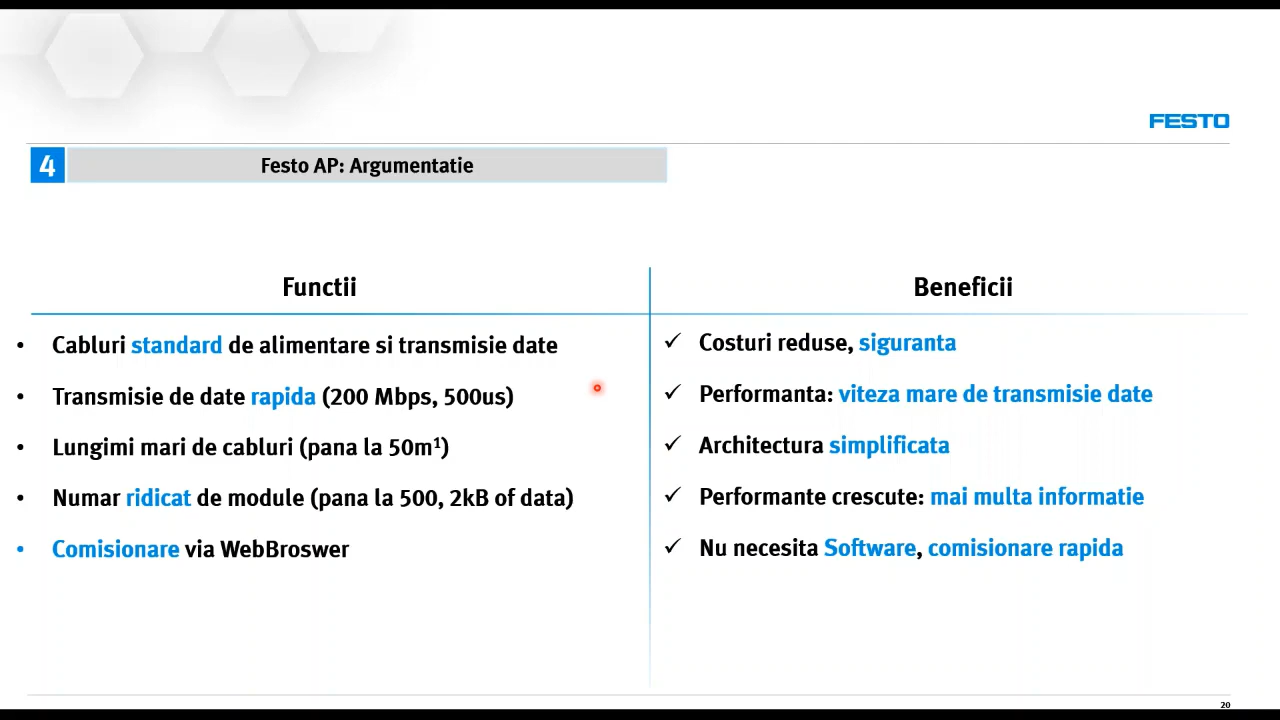 FESTO
4
Festo AP: Argumentatie
Functii
Beneficii
• Cabluri standard de alimentare si transmisie date
✓ Costuri reduse, siguranta
• Transmisie de date rapida (200 Mbps, 500us)
✓ Performanta: viteza mare de transmisie date
• Lungimi mari de cabluri (pana la 50m¹)
✓ Architectura simplificata
• Numar ridicat de module (pana la 500, 2kB of data)
✓ Performante crescute: mai multa informatie
• Comisionare via WebBroswer
✓ Nu necesita Software, comisionare rapida
20